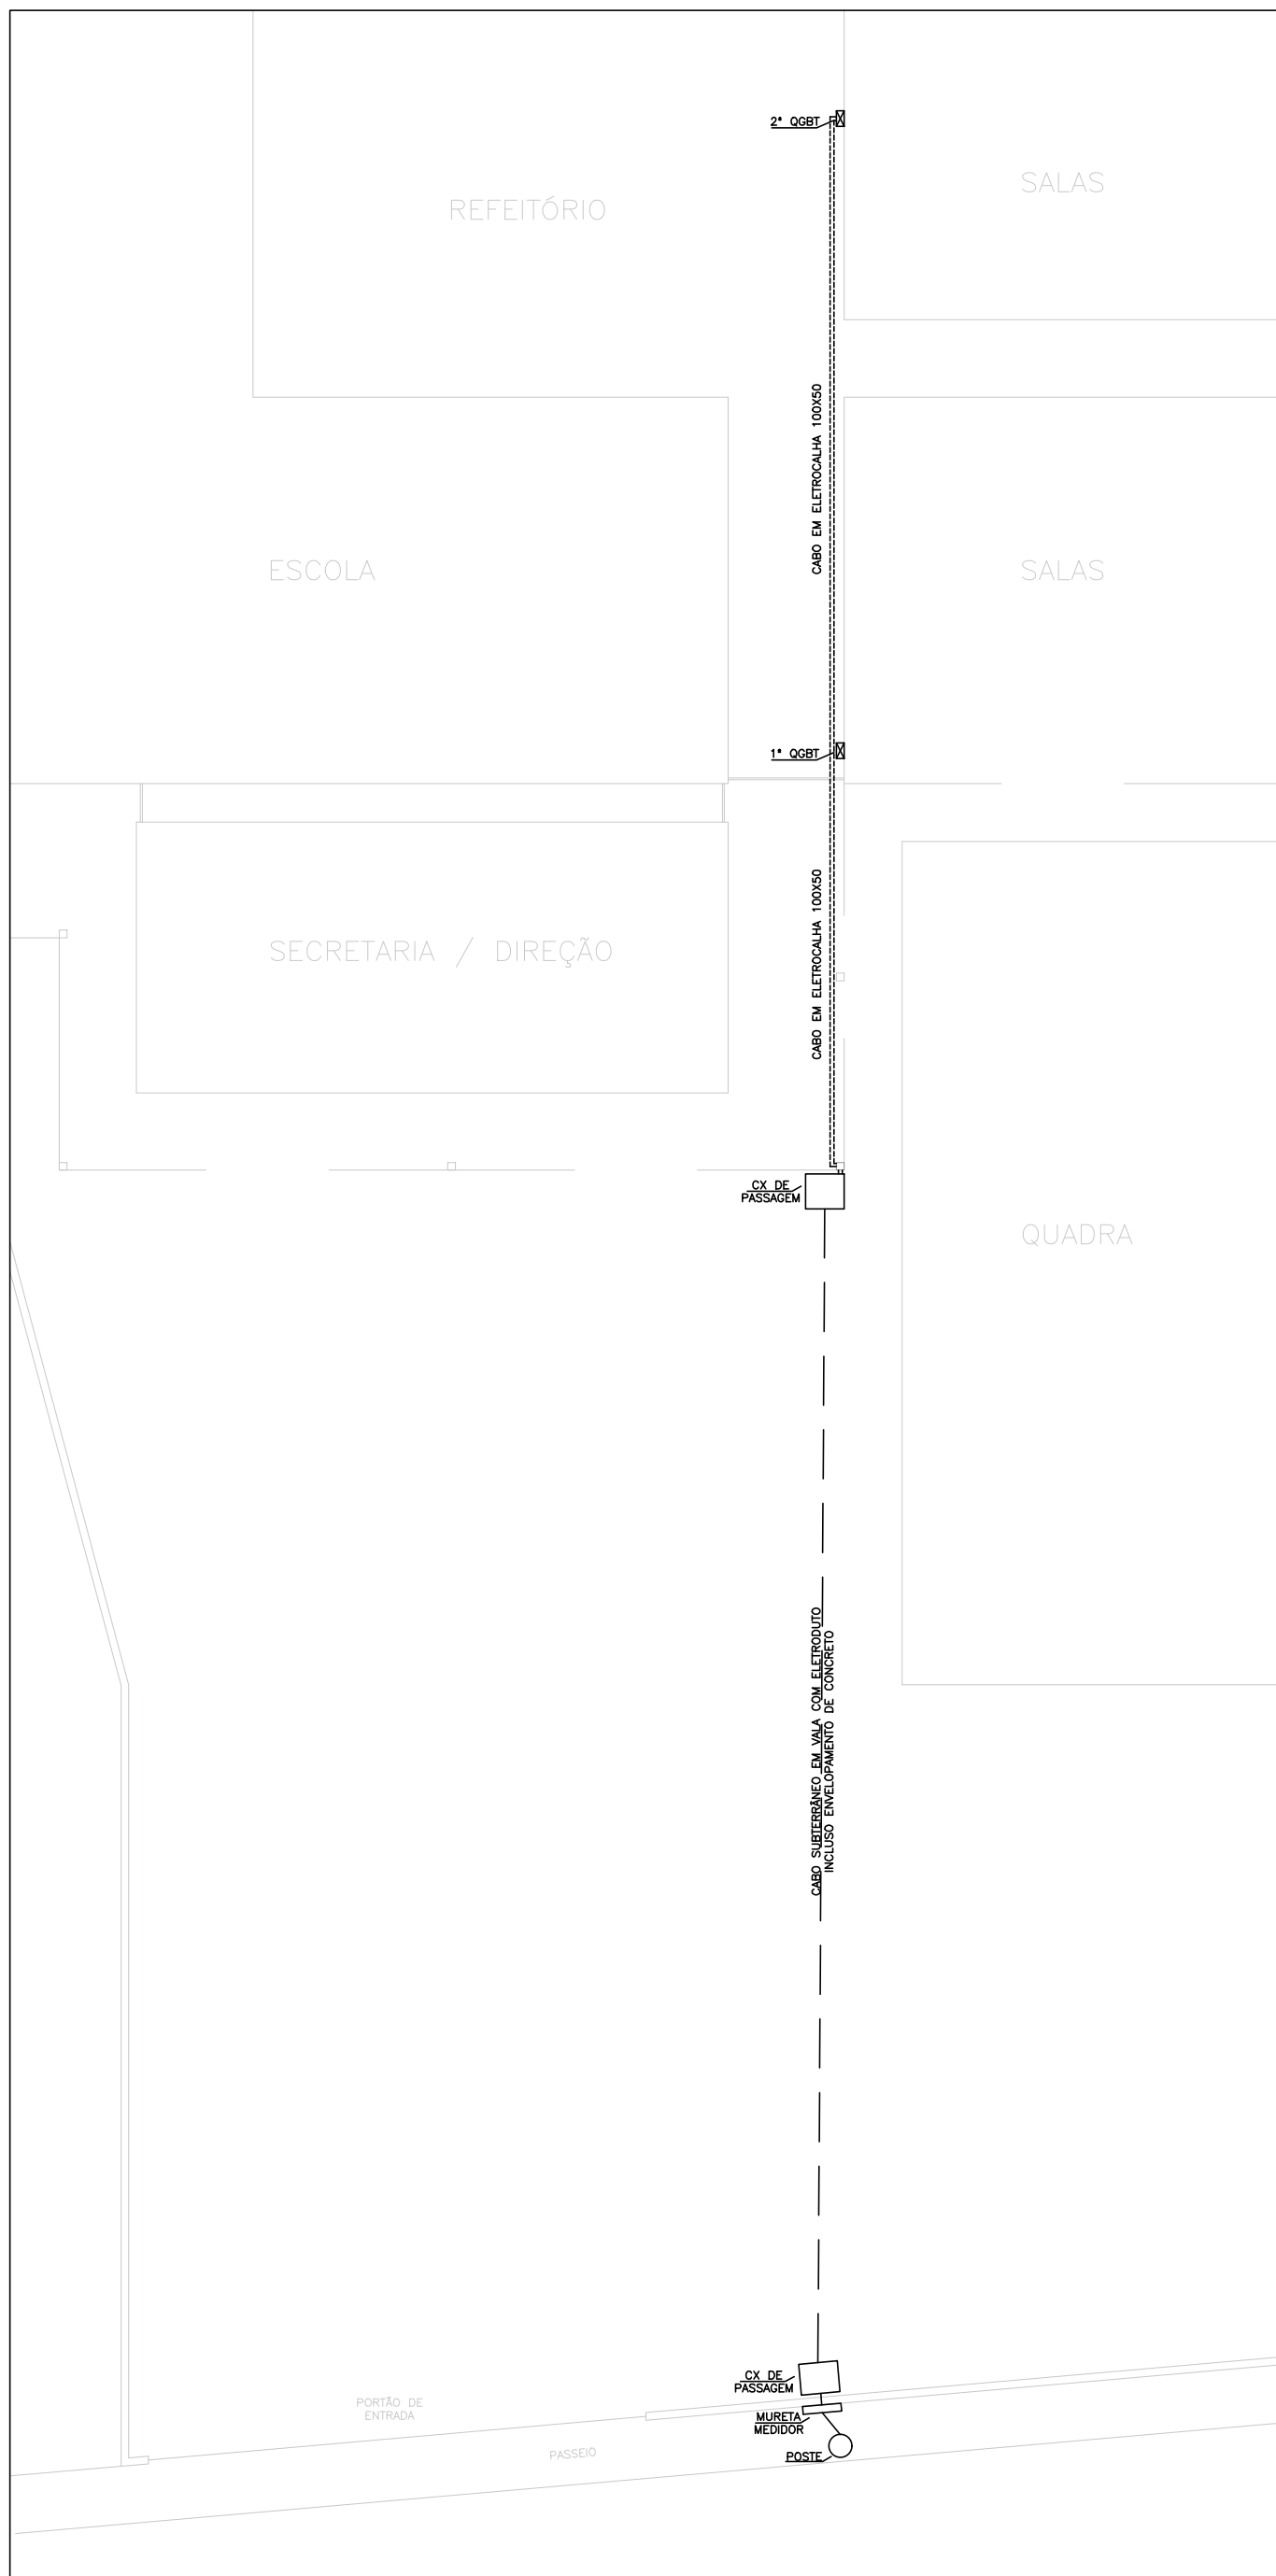 2ª QGBT
SALAS
REFEITÓRIO
CABO EM ELETROCALHA 100X50
ESCOLA
SALAS
1ª QGBT
CABO EM ELETROCALHA 100X50
SECRETARIA / DIREÇÃO
CX DE
PASSAGEM
QUADRA
CABO SUBTERRÂNEO EM VALA COM ELETRODUTO
INCLUSO ENVELOPAMENTO DE CONCRETO
CX DE
PASSAGEM
PORTÃO DE
ENTRADA
MURETA
MEDIDOR
PASSEIO
POSTE